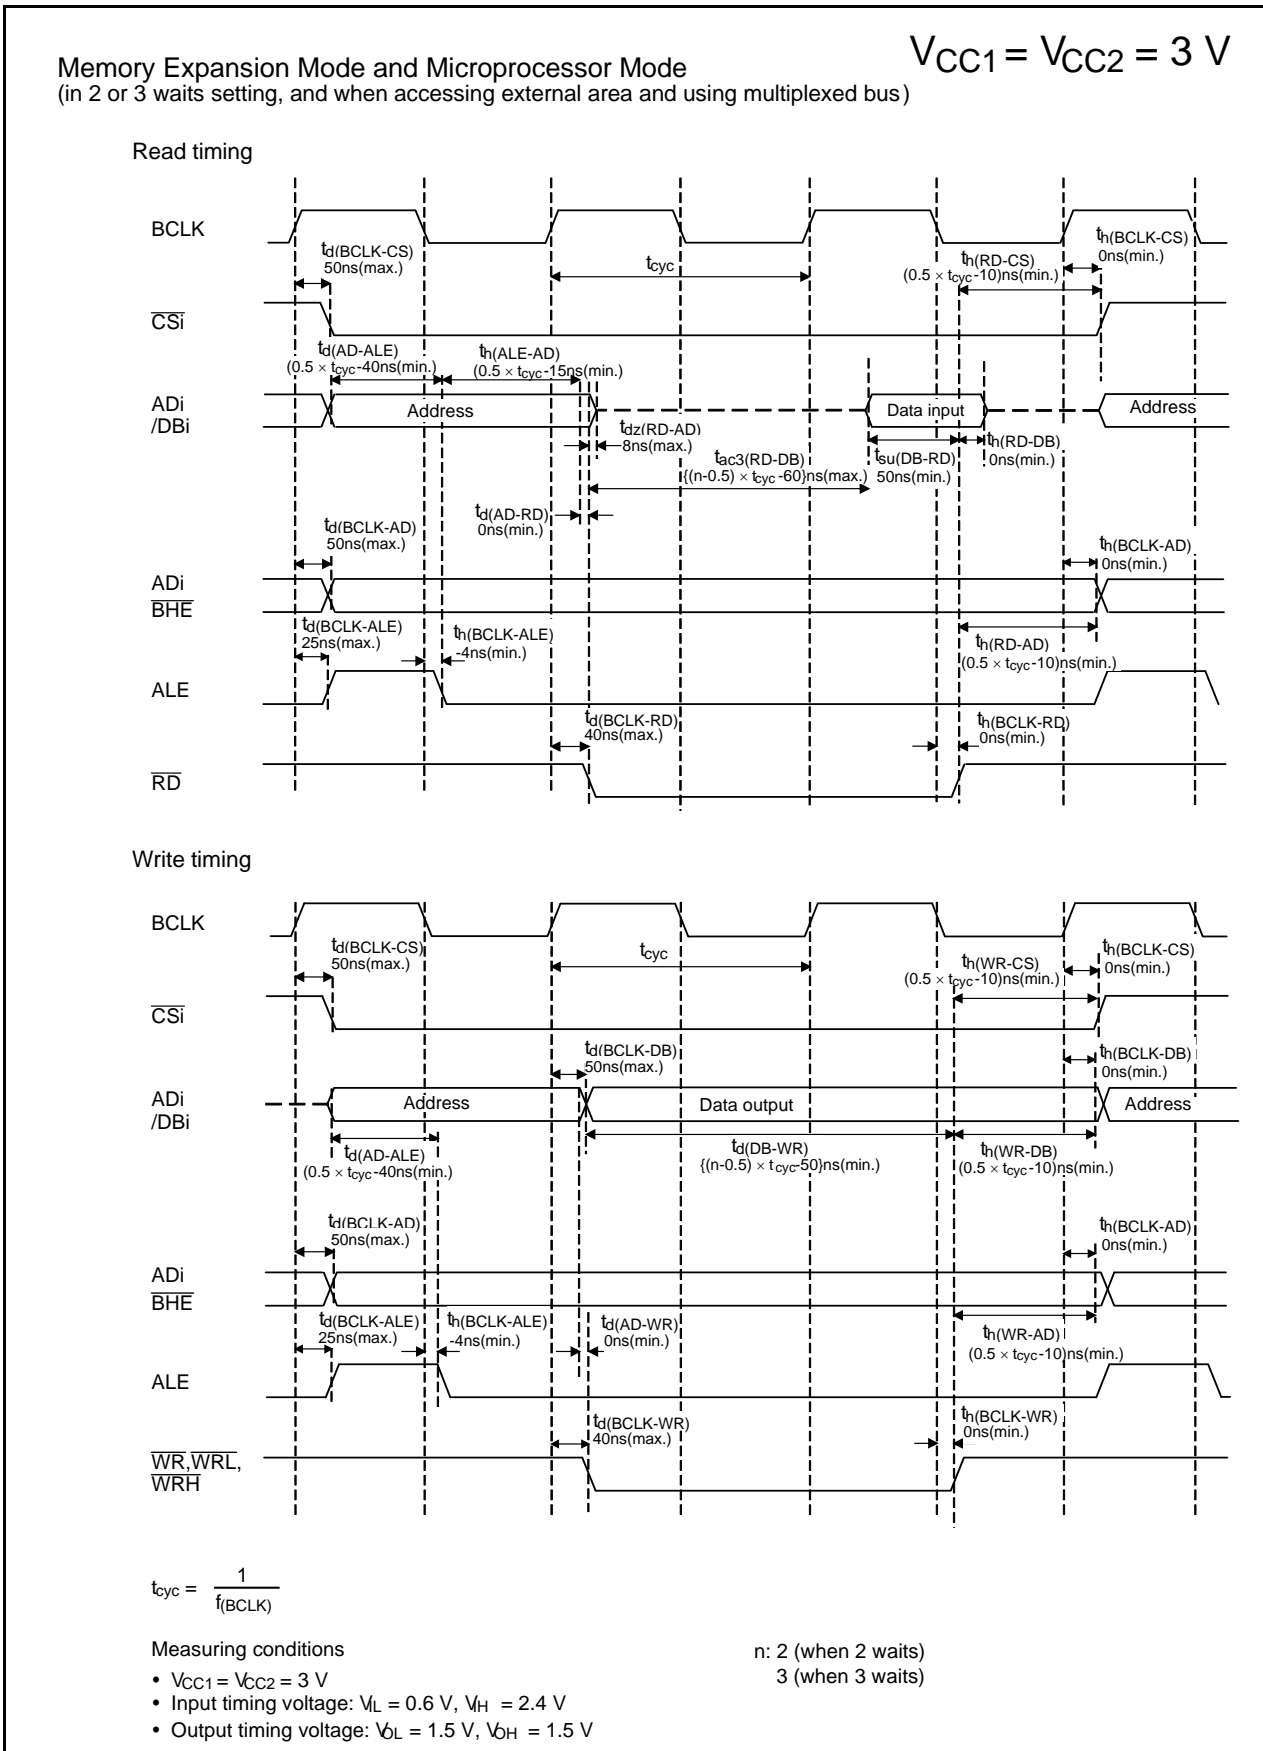 VCC1 = VCC2 = 3 V
Memory Expansion Mode and Microprocessor Mode
(in 2 or 3 waits setting, and when accessing external area and using multiplexed bus)
Read timing
BCLK
td(BCLK-CS)
50ns(max.)
tcyc
th(RD-CS)
(0.5 × tcyc-10)ns(min.)
th(BCLK-CS)
0ns(min.)
CSi
td(AD-ALE)
(0.5 × tcyc-40ns(min.)
th(ALE-AD)
(0.5 × tcyc-15ns(min.)
ADi
/DBi
Address
Data input
Address
tdz(RD-AD)
8ns(max.)
tac3(RD-DB)
{(n-0.5) × tcyc-60}ns(max.)
tsu(DB-RD)
50ns(min.)
th(RD-DB)
0ns(min.)
td(AD-RD)
0ns(min.)
td(BCLK-AD)
50ns(max.)
th(BCLK-AD)
0ns(min.)
ADi
BHE
td(BCLK-ALE)
25ns(max.)
th(BCLK-ALE)
-4ns(min.)
th(RD-AD)
(0.5 × tcyc-10)ns(min.)
ALE
td(BCLK-RD)
40ns(max.)
th(BCLK-RD)
0ns(min.)
RD
Write timing
BCLK
td(BCLK-CS)
50ns(max.)
tcyc
th(WR-CS)
(0.5 × tcyc-10)ns(min.)
th(BCLK-CS)
0ns(min.)
CSi
td(BCLK-DB)
50ns(max.)
th(BCLK-DB)
0ns(min.)
ADi
/DBi
Address
Data output
Address
td(AD-ALE)
(0.5 × tcyc-40ns(min.)
td(DB-WR)
{(n-0.5) × tcyc-50}ns(min.)
th(WR-DB)
(0.5 × tcyc-10)ns(min.)
td(BCLK-AD)
50ns(max.)
th(BCLK-AD)
0ns(min.)
ADi
BHE
td(BCLK-ALE)
25ns(max.)
th(BCLK-ALE)
-4ns(min.)
td(AD-WR)
0ns(min.)
th(WR-AD)
(0.5 × tcyc-10)ns(min.)
ALE
td(BCLK-WR)
40ns(max.)
th(BCLK-WR)
0ns(min.)
WR,WRL,
WRH
tcyc = 1
f(BCLK)
Measuring conditions
• VCC1 = VCC2 = 3 V
• Input timing voltage: VIL = 0.6 V, VIH = 2.4 V
• Output timing voltage: VOL = 1.5 V, VOH = 1.5 V
n: 2 (when 2 waits)
3 (when 3 waits)